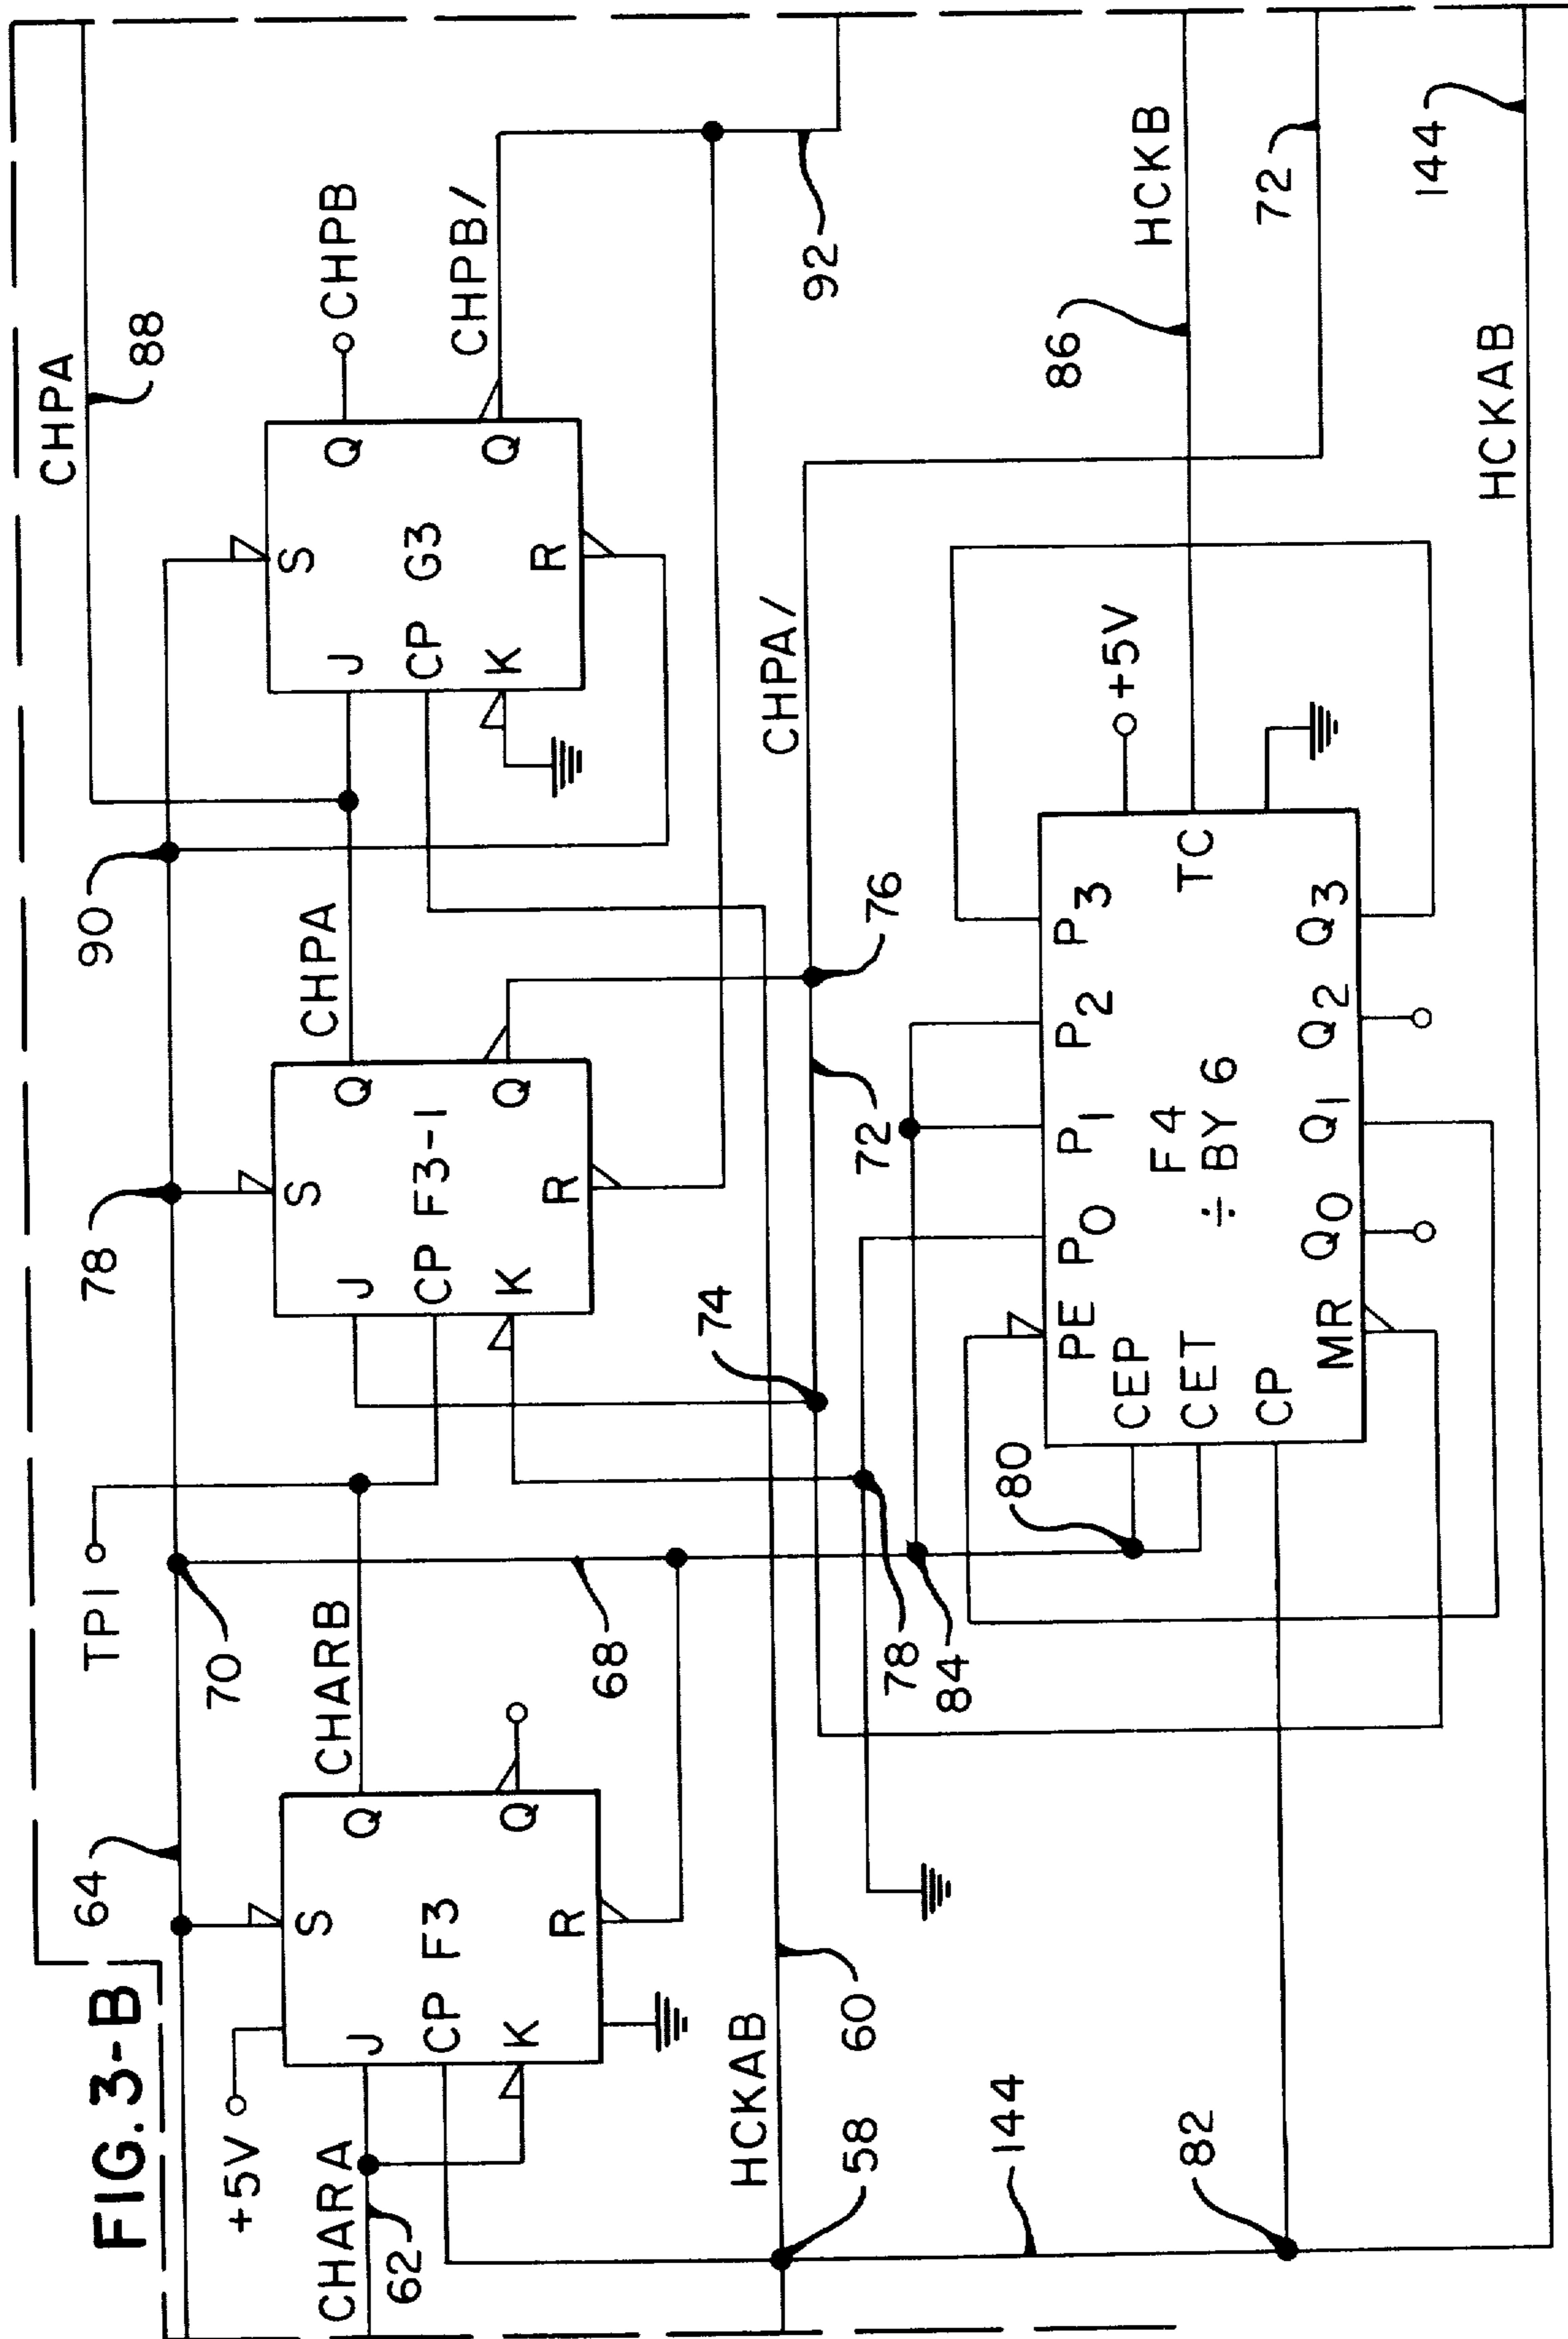 FIG. 3-B
CHPA
88
90
78
70
TP1
64
+5V
CHARA
62
J
CP F3
K
S
R
Q
Q
CHARB
68
J
CP F3-1
K
S
R
Q
Q
CHPA
J
CP G3
K
S
R
Q
Q
CHPB
CHPB/
92
HCKAB
58
60
74
72
76
CHPA/
78
84
80
PE P0 P1 P2 P3
CEP
CET
CP
F4
÷ BY 6
TC
MR Q0 Q1 Q2 Q3
+5V
86
HCKB
72
144
82
HCKAB
144